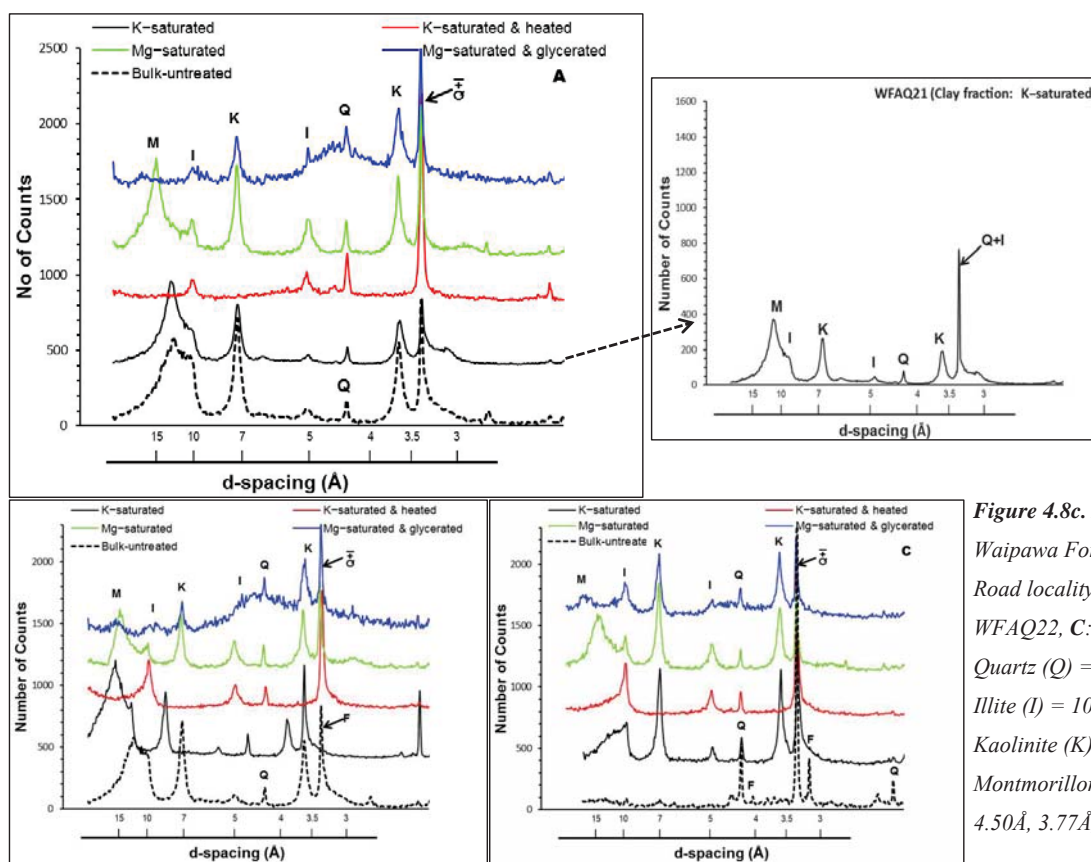 K−saturated K−saturated & heated
Mg−saturated Mg−saturated & glycerated
Bulk-untreated
A
No of Counts
2500
2000
1500
1000
500
0
M
I
K
I
Q
K
Q+I
Q
15 10 7 5 4 3.5 3
d-spacing (Å)
WFAQ21 (Clay fraction: K−saturated
Number of Counts
1600
1400
1200
1000
800
600
400
200
0
M
I
K
I
Q
K
Q+I
15 10 7 5 4 3.5 3
d-spacing (Å)
K-saturated K-saturated & heated
Mg−saturated Mg−saturated & glycerated
Bulk−untreated
Number of Counts
2000
1500
1000
500
0
M
I
K
I
Q
K
F
Q
15 10 7 5 4 3.5 3
d-spacing (Å)
K-saturated K-saturated & heated
Mg−saturated Mg−saturated & glycerated
Bulk-untreate
C
Number of Counts
2000
1500
1000
500
0
M
I
K
I
Q
K
Q
F
F
Q
15 10 7 5 4 3.5 3
d-spacing (Å)
Figure 4.8c.
Waipawa Fo
Road locality
WFAQ22, C:
Quartz (Q) =
Illite (I) = 10
Kaolinite (K)
Montmorillon
4.50Å, 3.77Å